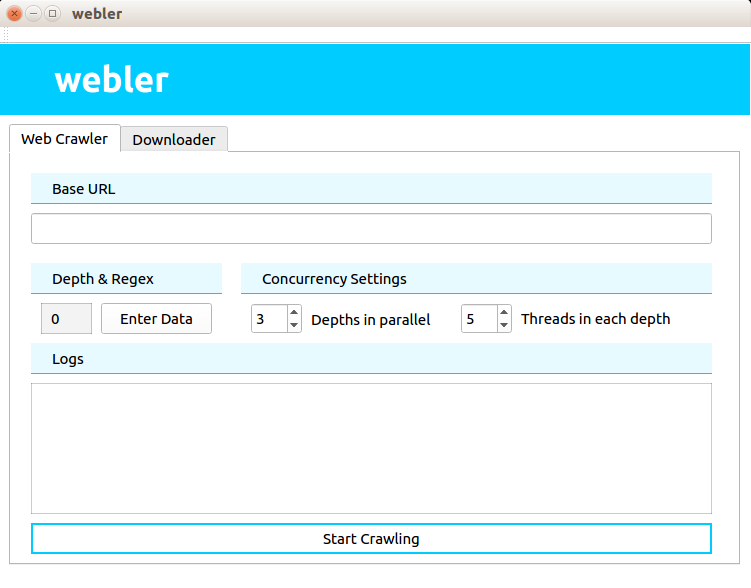 webler
webler
Web Crawler Downloader
Base URL
Depth & Regex Concurrency Settings
0 Enter Data 3 Depths in parallel 5 Threads in each depth
Logs
Start Crawling